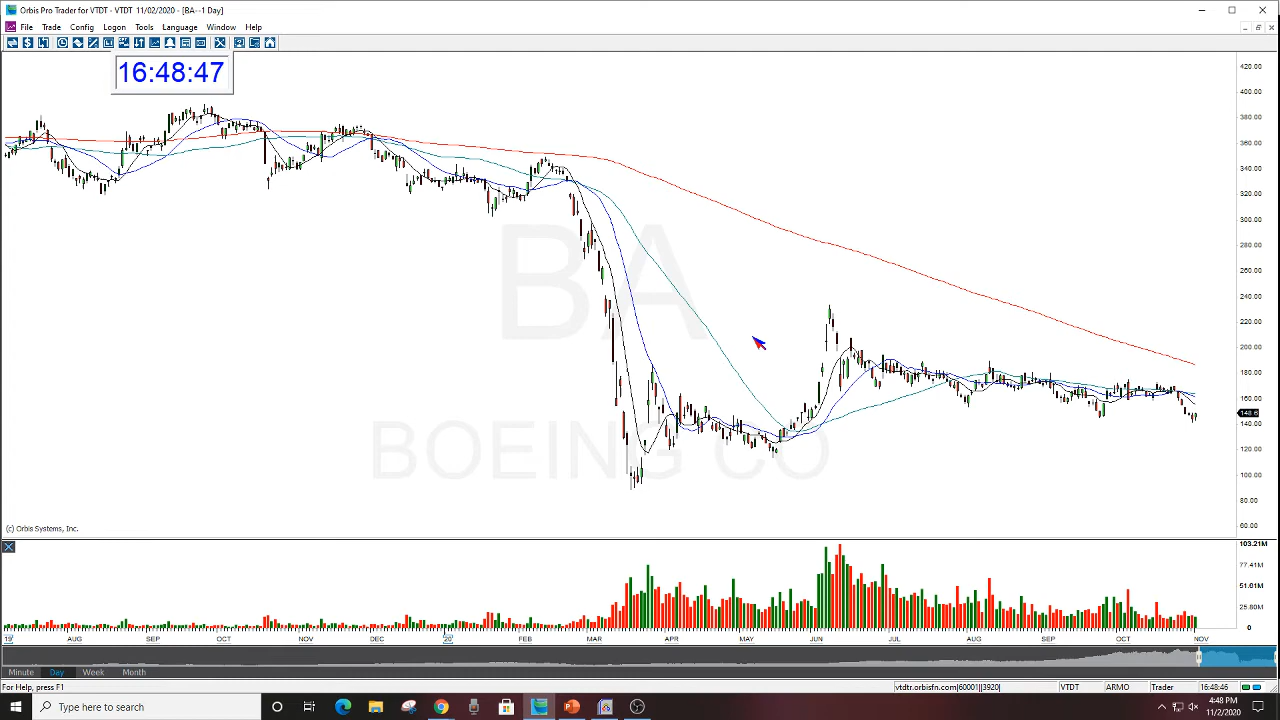 Orbis Pro Trader for VTDT - VTDT 11/02/2020 - [BA--1 Day]
File Trade Config Logon Tools Language Window Help
16:48:47
420.00
400.00
380.00
360.00
340.00
320.00
300.00
280.00
260.00
240.00
220.00
200.00
180.00
160.00
148.6
140.00
120.00
100.00
80.00
60.00
BA
BOEING CO
(c) Orbis Systems, Inc.
103.21M
77.41M
51.61M
25.80M
0
19 AUG SEP OCT NOV DEC 20 FEB MAR APR MAY JUN JUL AUG SEP OCT NOV
Minute Day Week Month
For Help, press F1
vtdtr.orbisfn.com|60001||3920| VTDT ARMO Trader 16:48:46
Type here to search
4:48 PM
11/2/2020